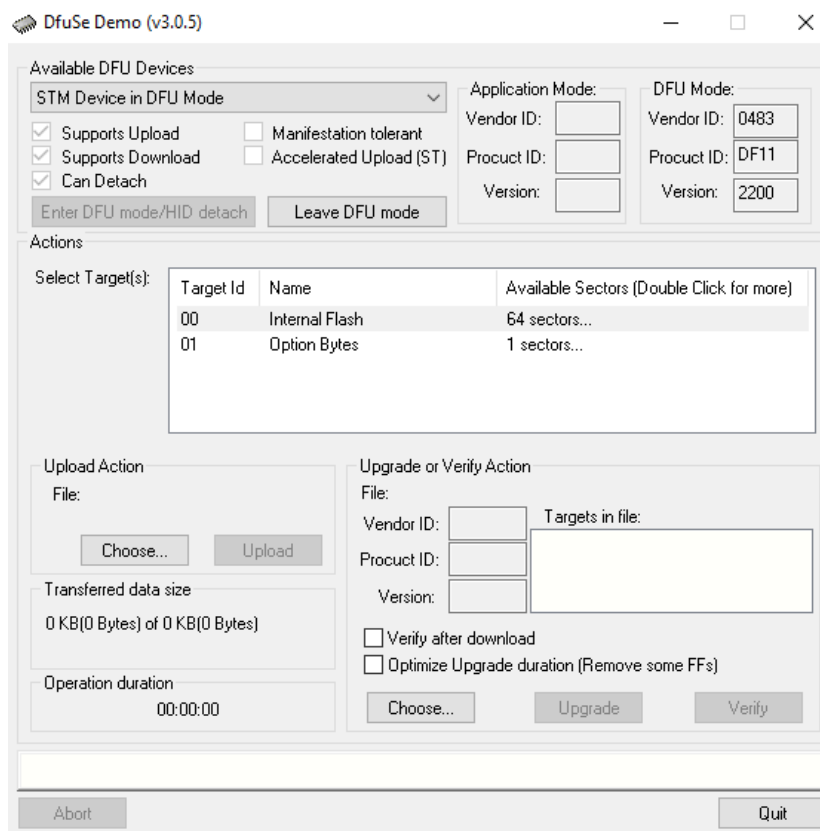 DfuSe Demo (v3.0.5)
Available DFU Devices
STM Device in DFU Mode
Supports Upload
Manifestation tolerant
Supports Download
Accelerated Upload (ST)
Can Detach
Enter DFU mode/HID detach
Leave DFU mode
Application Mode:
Vendor ID:
Procuct ID:
Version:
DFU Mode:
Vendor ID: 0483
Procuct ID: DF11
Version: 2200
Actions
Select Target(s):
Target Id Name Available Sectors (Double Click for more)
00 Internal Flash 64 sectors...
01 Option Bytes 1 sectors...
Upload Action
File:
Choose... Upload
Transferred data size
0 KB(0 Bytes) of 0 KB(0 Bytes)
Operation duration
00:00:00
Upgrade or Verify Action
File:
Vendor ID:
Procuct ID:
Version:
Targets in file:
Verify after download
Optimize Upgrade duration (Remove some FFs)
Choose... Upgrade Verify
Abort Quit